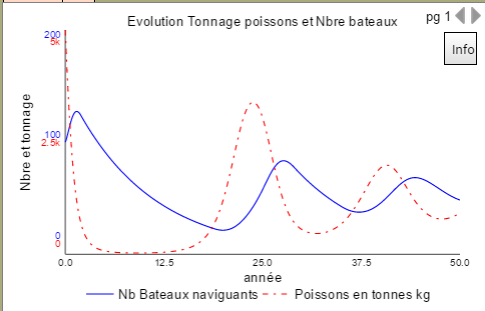 Evolution Tonnage poissons et Nbre bateaux
pg 1
Info
200
5k
100
2.5k
0
0
Nbre et tonnage
0.0 12.5 25.0 37.5 50.0
année
Nb Bateaux naviguants Poissons en tonnes kg